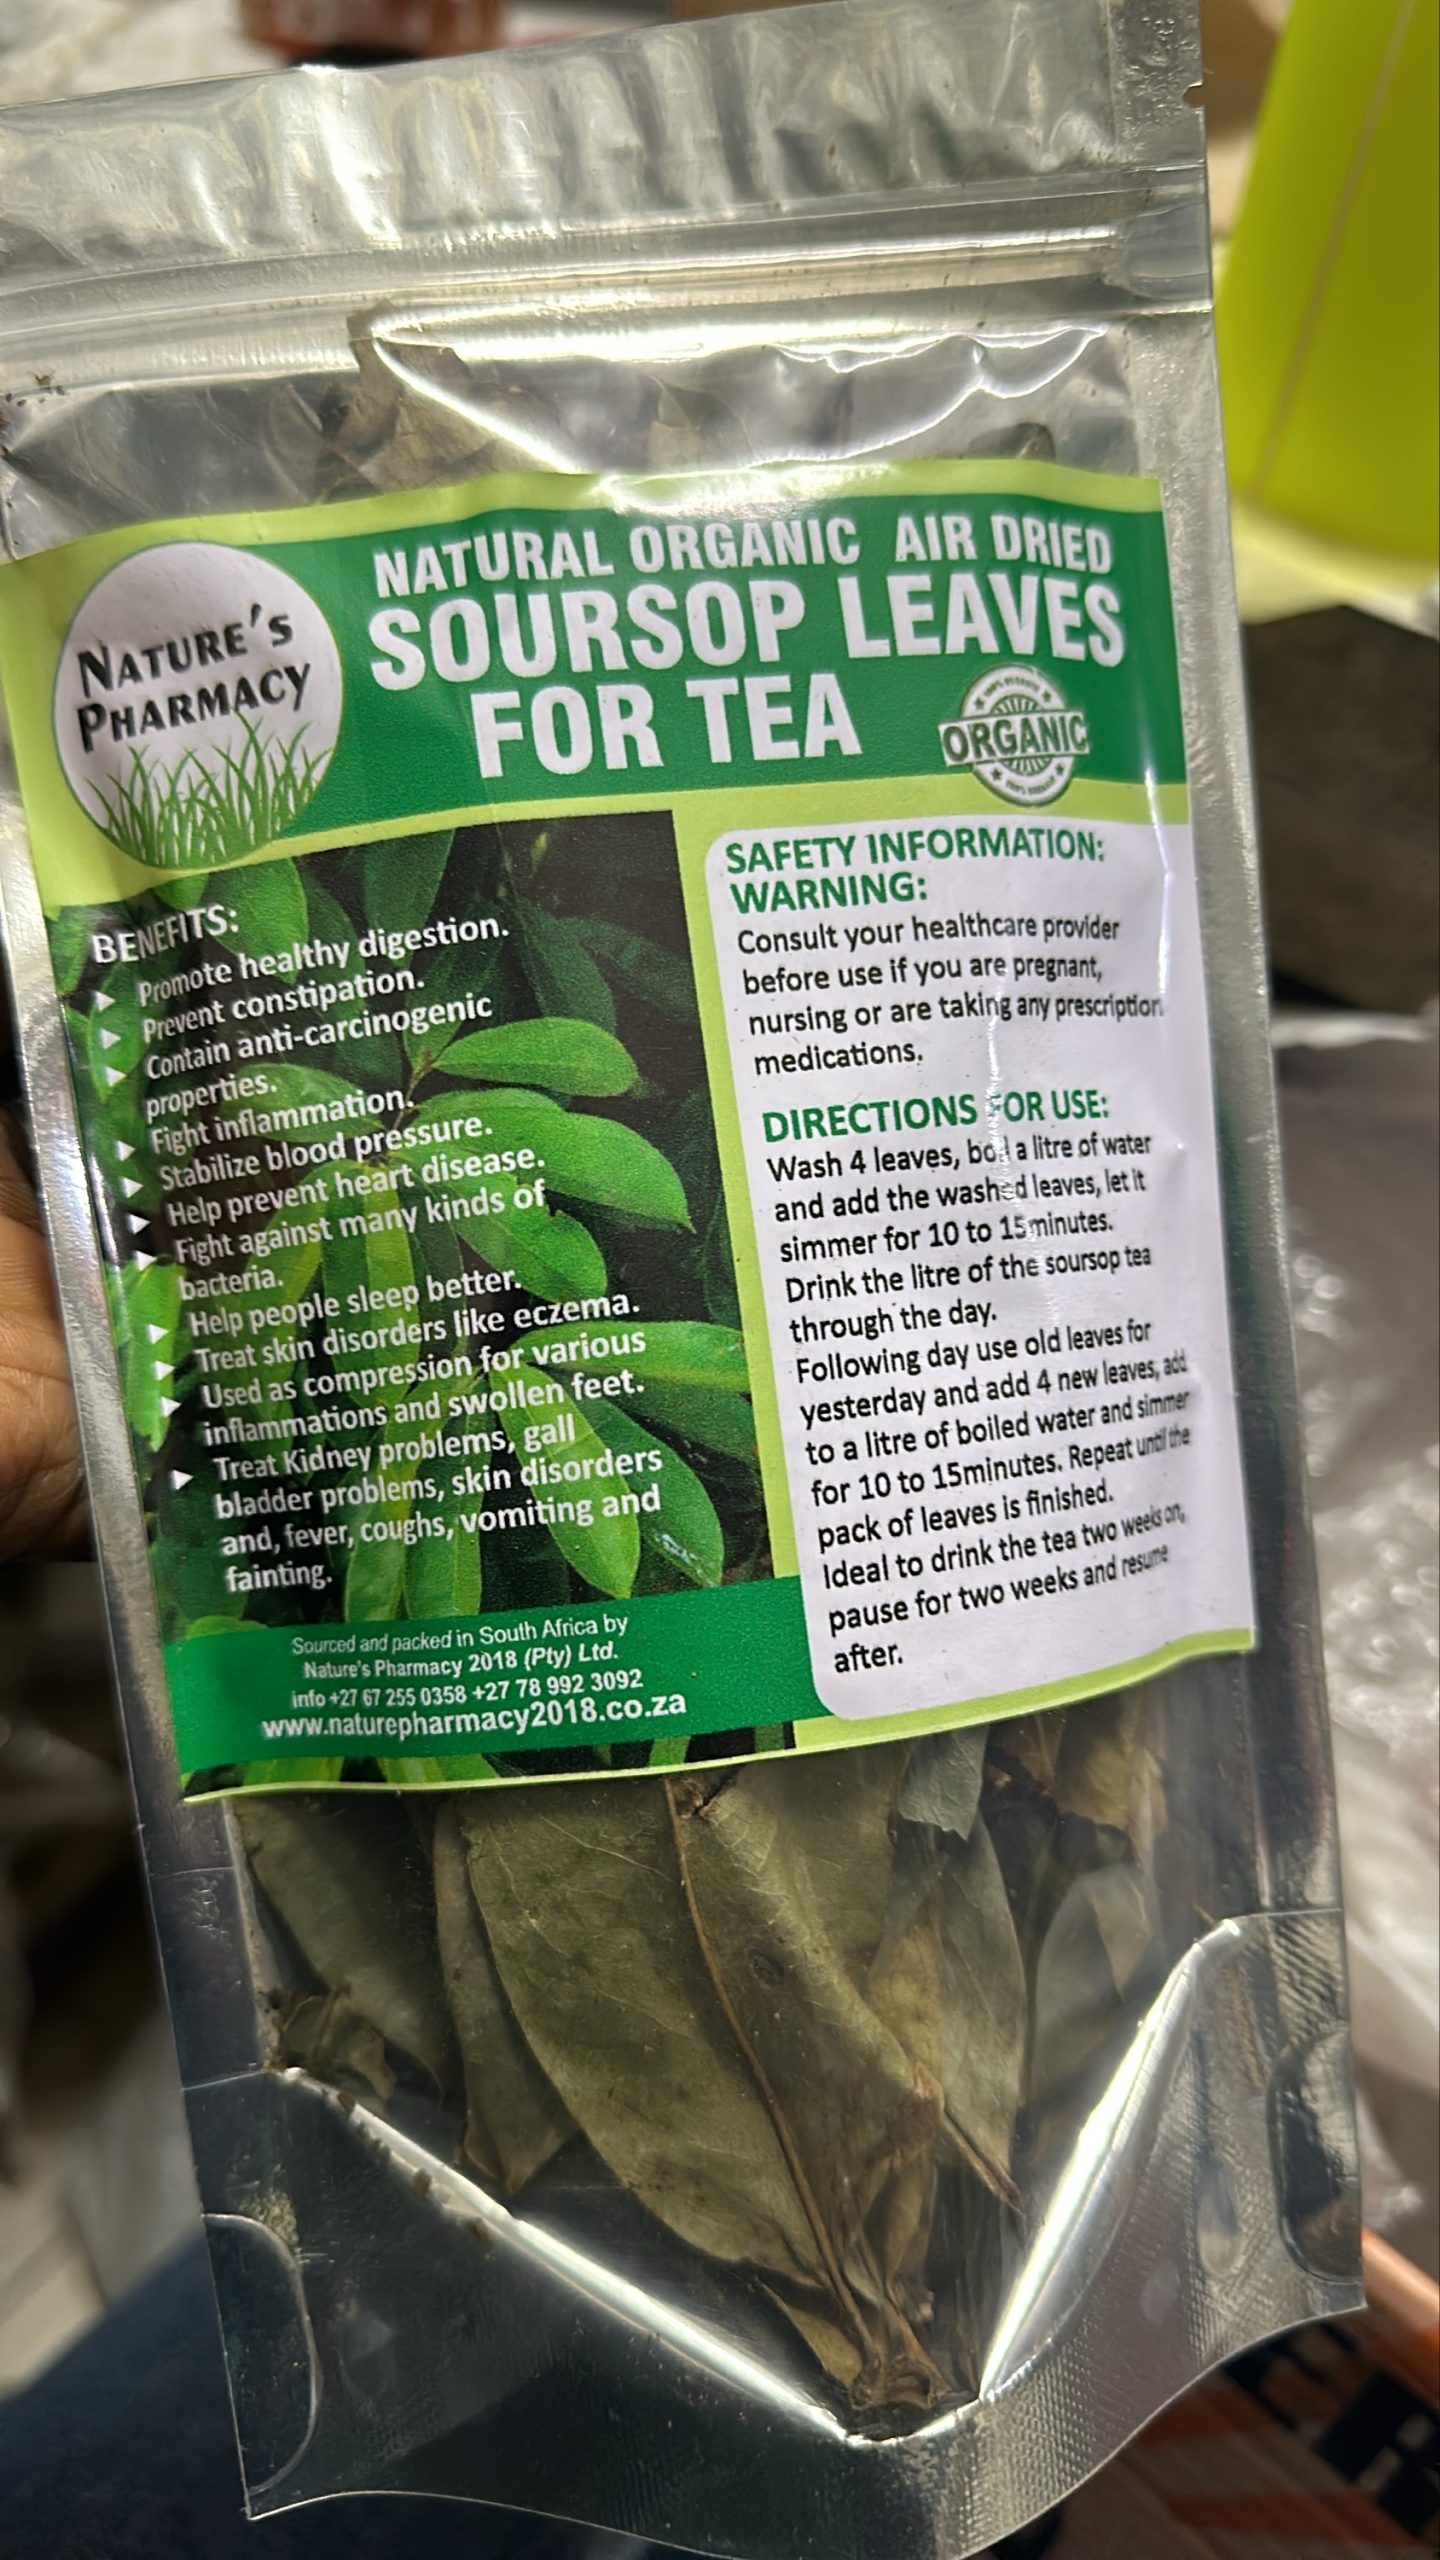 NATURE'S
PHARMACY
NATURAL ORGANIC AIR DRIED
SOURSOP LEAVES
FOR TEA
ORGANIC
BENEFITS:
Promote healthy digestion.
Prevent constipation.
Contain anti-carcinogenic
properties.
Fight inflammation.
Stabilize blood pressure.
Help prevent heart disease.
Fight against many kinds of
bacteria.
Help people sleep better.
Treat skin disorders like eczema.
Used as compression for various
inflammations and swollen feet.
Treat Kidney problems, gall
bladder problems, skin disorders
and, fever, coughs, vomiting and
fainting.
Sourced and packed in South Africa by
Nature's Pharmacy 2018 (Pty) Ltd.
info +27 67 255 0358 +27 78 992 3092
www.naturepharmacy2018.co.za
SAFETY INFORMATION:
WARNING:
Consult your healthcare provider
before use if you are pregnant,
nursing or are taking any prescription
medications.
DIRECTIONS FOR USE:
Wash 4 leaves, boil a litre of water
and add the washed leaves, let it
simmer for 10 to 15minutes.
Drink the litre of the soursop tea
through the day.
Following day use old leaves for
yesterday and add 4 new leaves, add
to a litre of boiled water and simmer
for 10 to 15minutes. Repeat until the
pack of leaves is finished.
Ideal to drink the tea two weeks on,
pause for two weeks and resume
after.